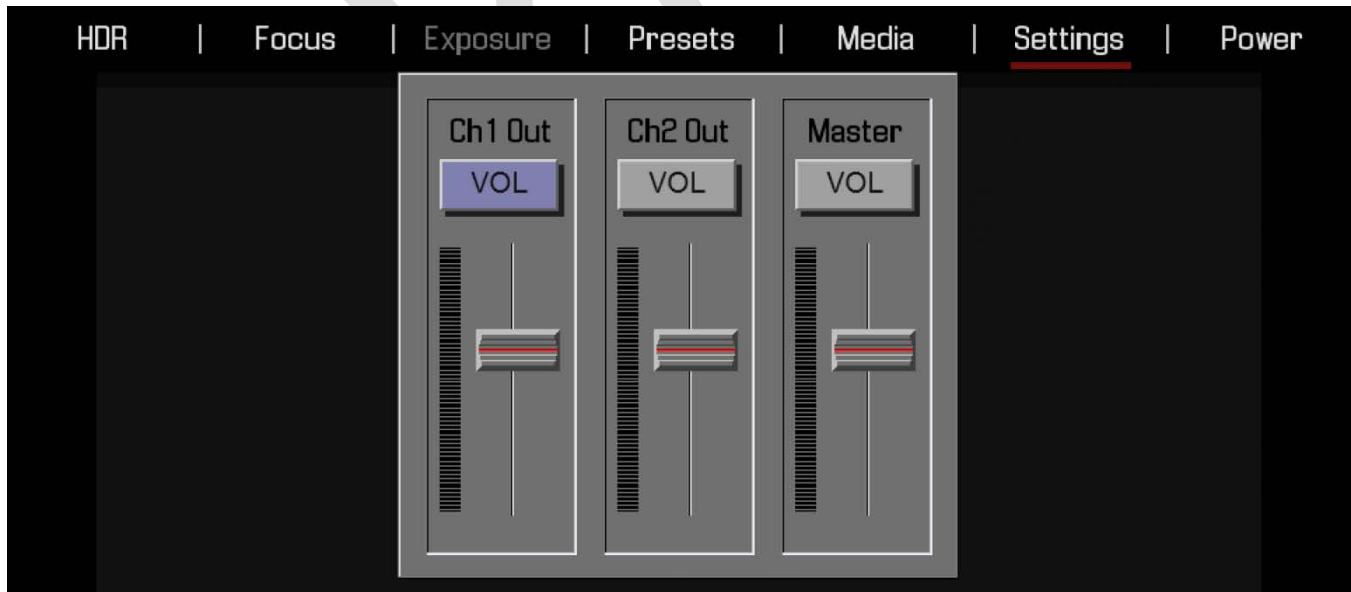 HDR | Focus | Exposure | Presets | Media | Settings | Power
Ch1 Out Ch2 Out Master
VOL VOL VOL